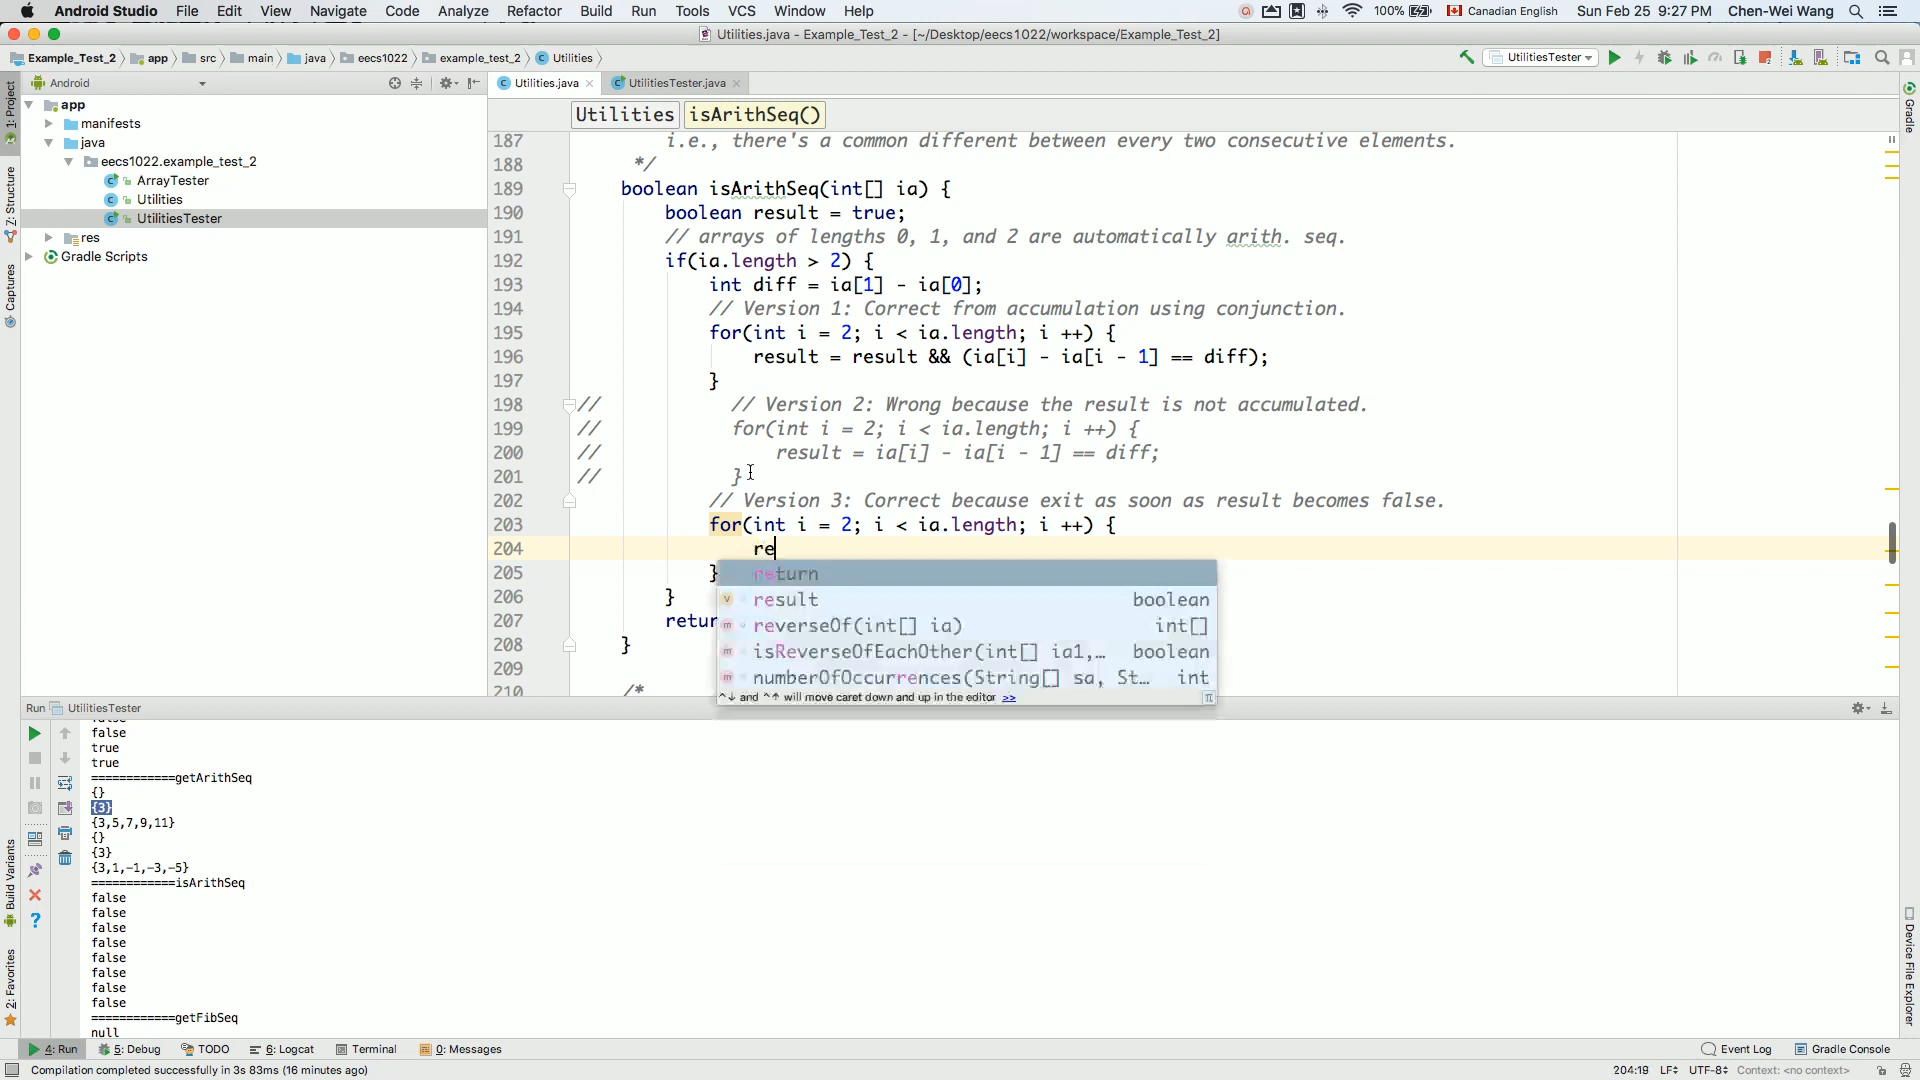 Android Studio File Edit View Navigate Code Analyze Refactor Build Run Tools VCS Window Help 100% Canadian English Sun Feb 25 9:27 PM Chen-Wei Wang
Utilities.java - Example_Test_2 - [~/Desktop/eecs1022/workspace/Example_Test_2]
Example_Test_2 app src main java eecs1022 example_test_2 Utilities UtilitiesTester
Android
Utilities.java UtilitiesTester.java
1: Project
Z: Structure
Captures
Build Variants
2: Favorites
app
manifests
java
eecs1022.example_test_2
ArrayTester
Utilities
UtilitiesTester
res
Gradle Scripts
Utilities isArithSeq()
187 i.e., there's a common different between every two consecutive elements.
188 */
189 boolean isArithSeq(int[] ia) {
190 boolean result = true;
191 // arrays of lengths 0, 1, and 2 are automatically arith. seq.
192 if(ia.length > 2) {
193 int diff = ia[1] - ia[0];
194 // Version 1: Correct from accumulation using conjunction.
195 for(int i = 2; i < ia.length; i ++) {
196 result = result && (ia[i] - ia[i - 1] == diff);
197 }
198 // // Version 2: Wrong because the result is not accumulated.
199 // for(int i = 2; i < ia.length; i ++) {
200 // result = ia[i] - ia[i - 1] == diff;
201 // }
202 // Version 3: Correct because exit as soon as result becomes false.
203 for(int i = 2; i < ia.length; i ++) {
204 re
205 }
206 }
207 retur
208 }
209
210 /*
return
v result boolean
m reverseOf(int[] ia) int[]
m isReverseOfEachOther(int[] ia1,… boolean
m numberOfOccurrences(String[] sa, St… int
^↓ and ^↑ will move caret down and up in the editor >> π
Gradle
Device File Explorer
Run UtilitiesTester
false
false
true
true
============getArithSeq
{}
{3}
{3,5,7,9,11}
{}
{3}
{3,1,-1,-3,-5}
============isArithSeq
false
false
false
false
false
false
false
false
============getFibSeq
null
4: Run 5: Debug TODO 6: Logcat Terminal 0: Messages Event Log Gradle Console
Compilation completed successfully in 3s 83ms (16 minutes ago) 204:19 LF÷ UTF-8÷ Context: <no context>